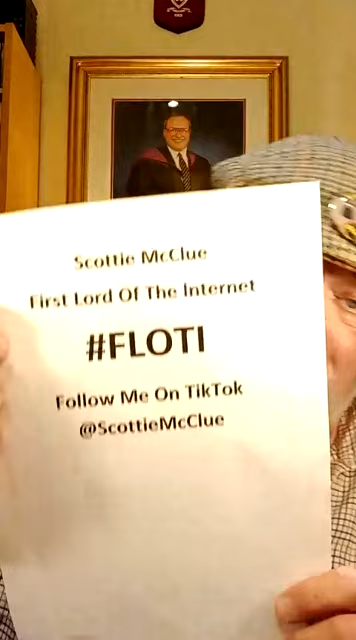 Scottie McClue
First Lord Of The Internet
#FLOTI
Follow Me On TikTok
@ScottieMcClue